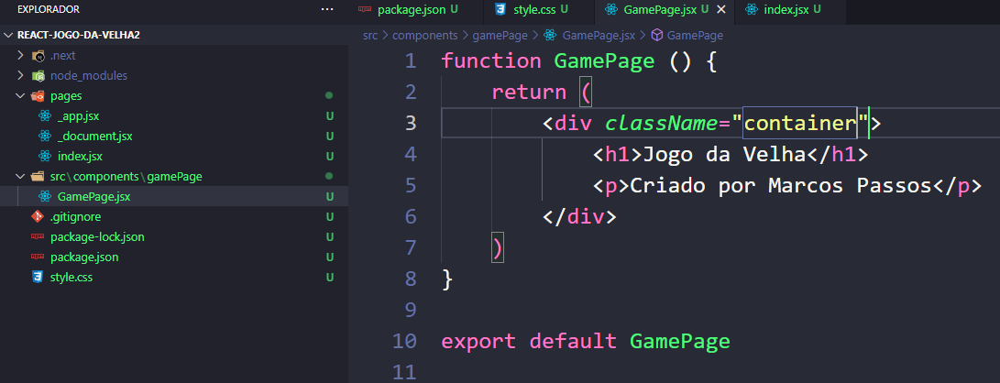 EXPLORADOR ···
REACT-JOGO-DA-VELHA2
.next
node_modules
pages
_app.jsx U
_document.jsx U
index.jsx U
src\components\gamePage
GamePage.jsx U
.gitignore U
package-lock.json U
package.json U
style.css U
package.json U style.css U GamePage.jsx U index.jsx U
src > components > gamePage > GamePage.jsx > GamePage
1 function GamePage () {
2 return (
3 <div className="container">
4 <h1>Jogo da Velha</h1>
5 <p>Criado por Marcos Passos</p>
6 </div>
7 )
8 }
9
10 export default GamePage
11